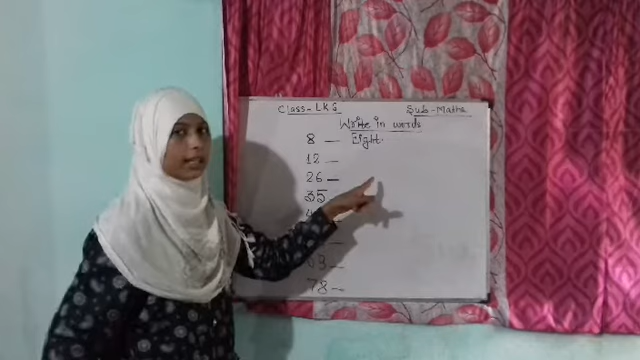 Class- LKG
Sub- Maths
Write in words
8 — Eight.
12 —
26 —
35 —
78 —